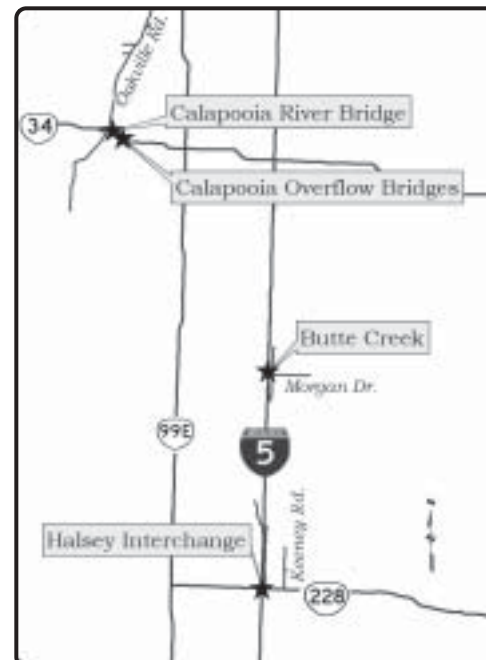 Oakville Rd.
Calapooia River Bridge
34
Calapooia Overflow Bridges
Butte Creek
Morgan Dr.
99E
5
Keeney Rd.
Halsey Interchange
228